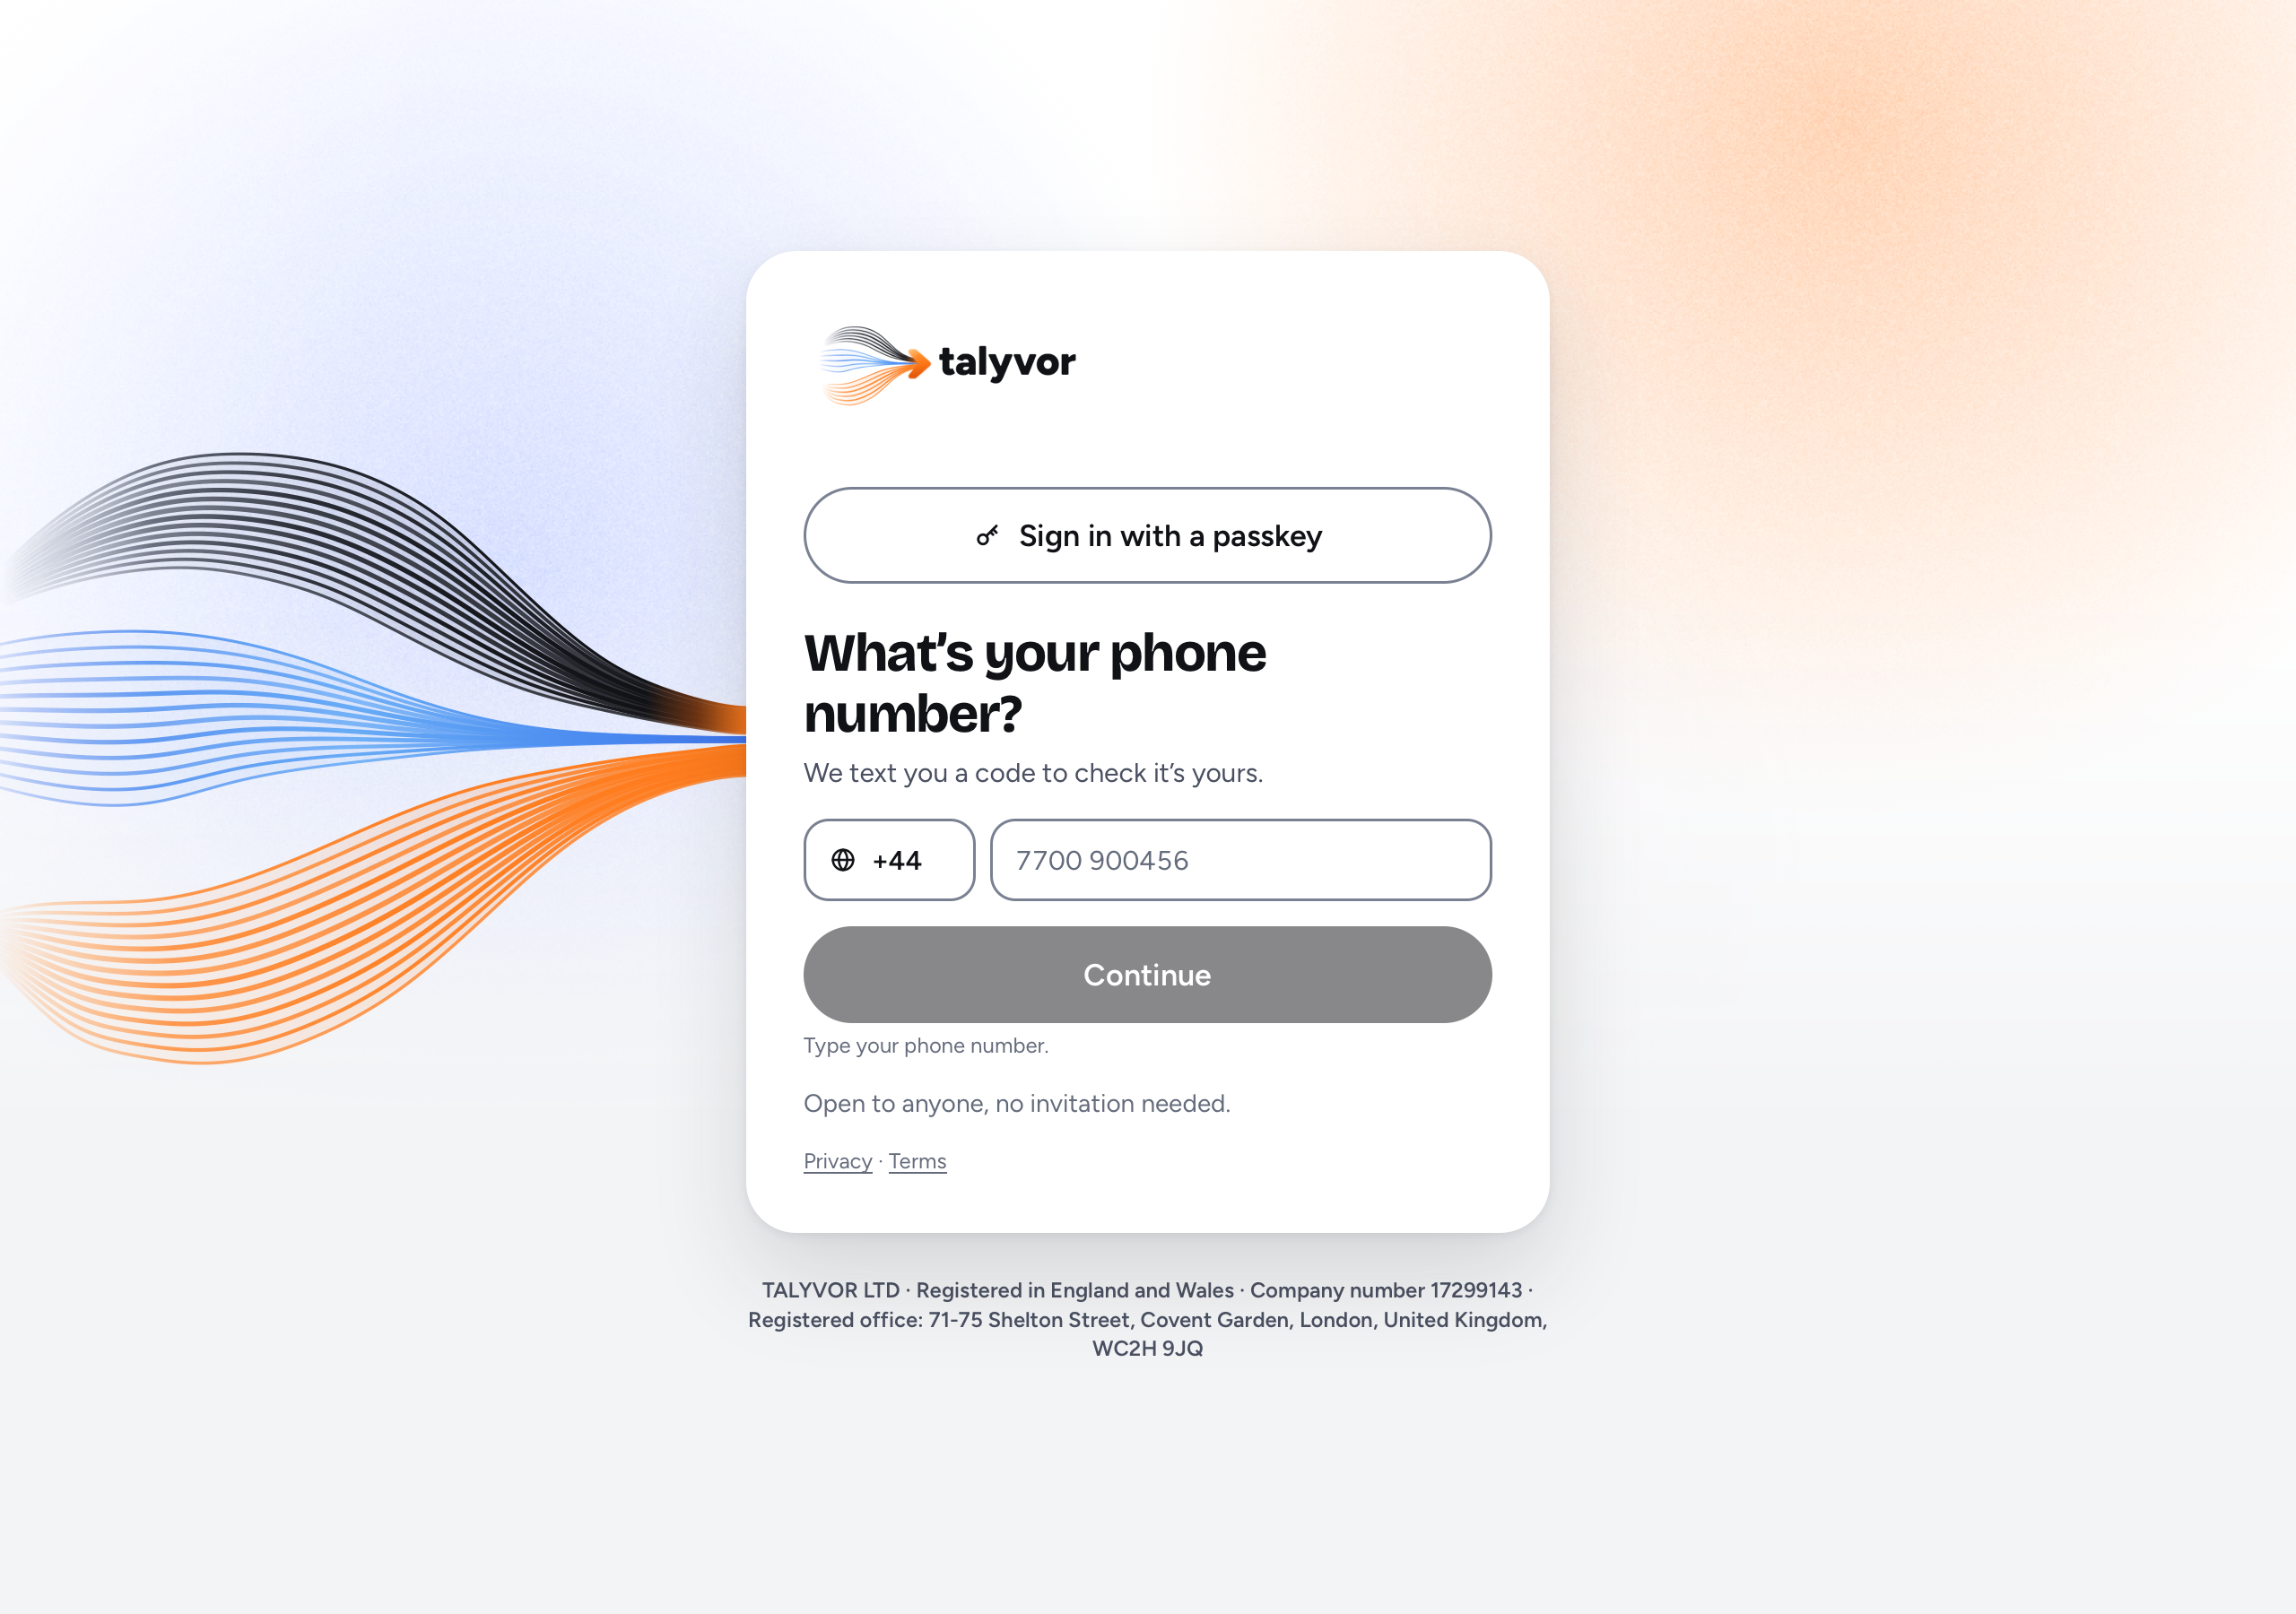 talyvor
Sign in with a passkey
What’s your phone
number?
We text you a code to check it’s yours.
+44
7700 900456
Continue
Type your phone number.
Open to anyone, no invitation needed.
Privacy · Terms
TALYVOR LTD · Registered in England and Wales · Company number 17299143 ·
Registered office: 71-75 Shelton Street, Covent Garden, London, United Kingdom,
WC2H 9JQ